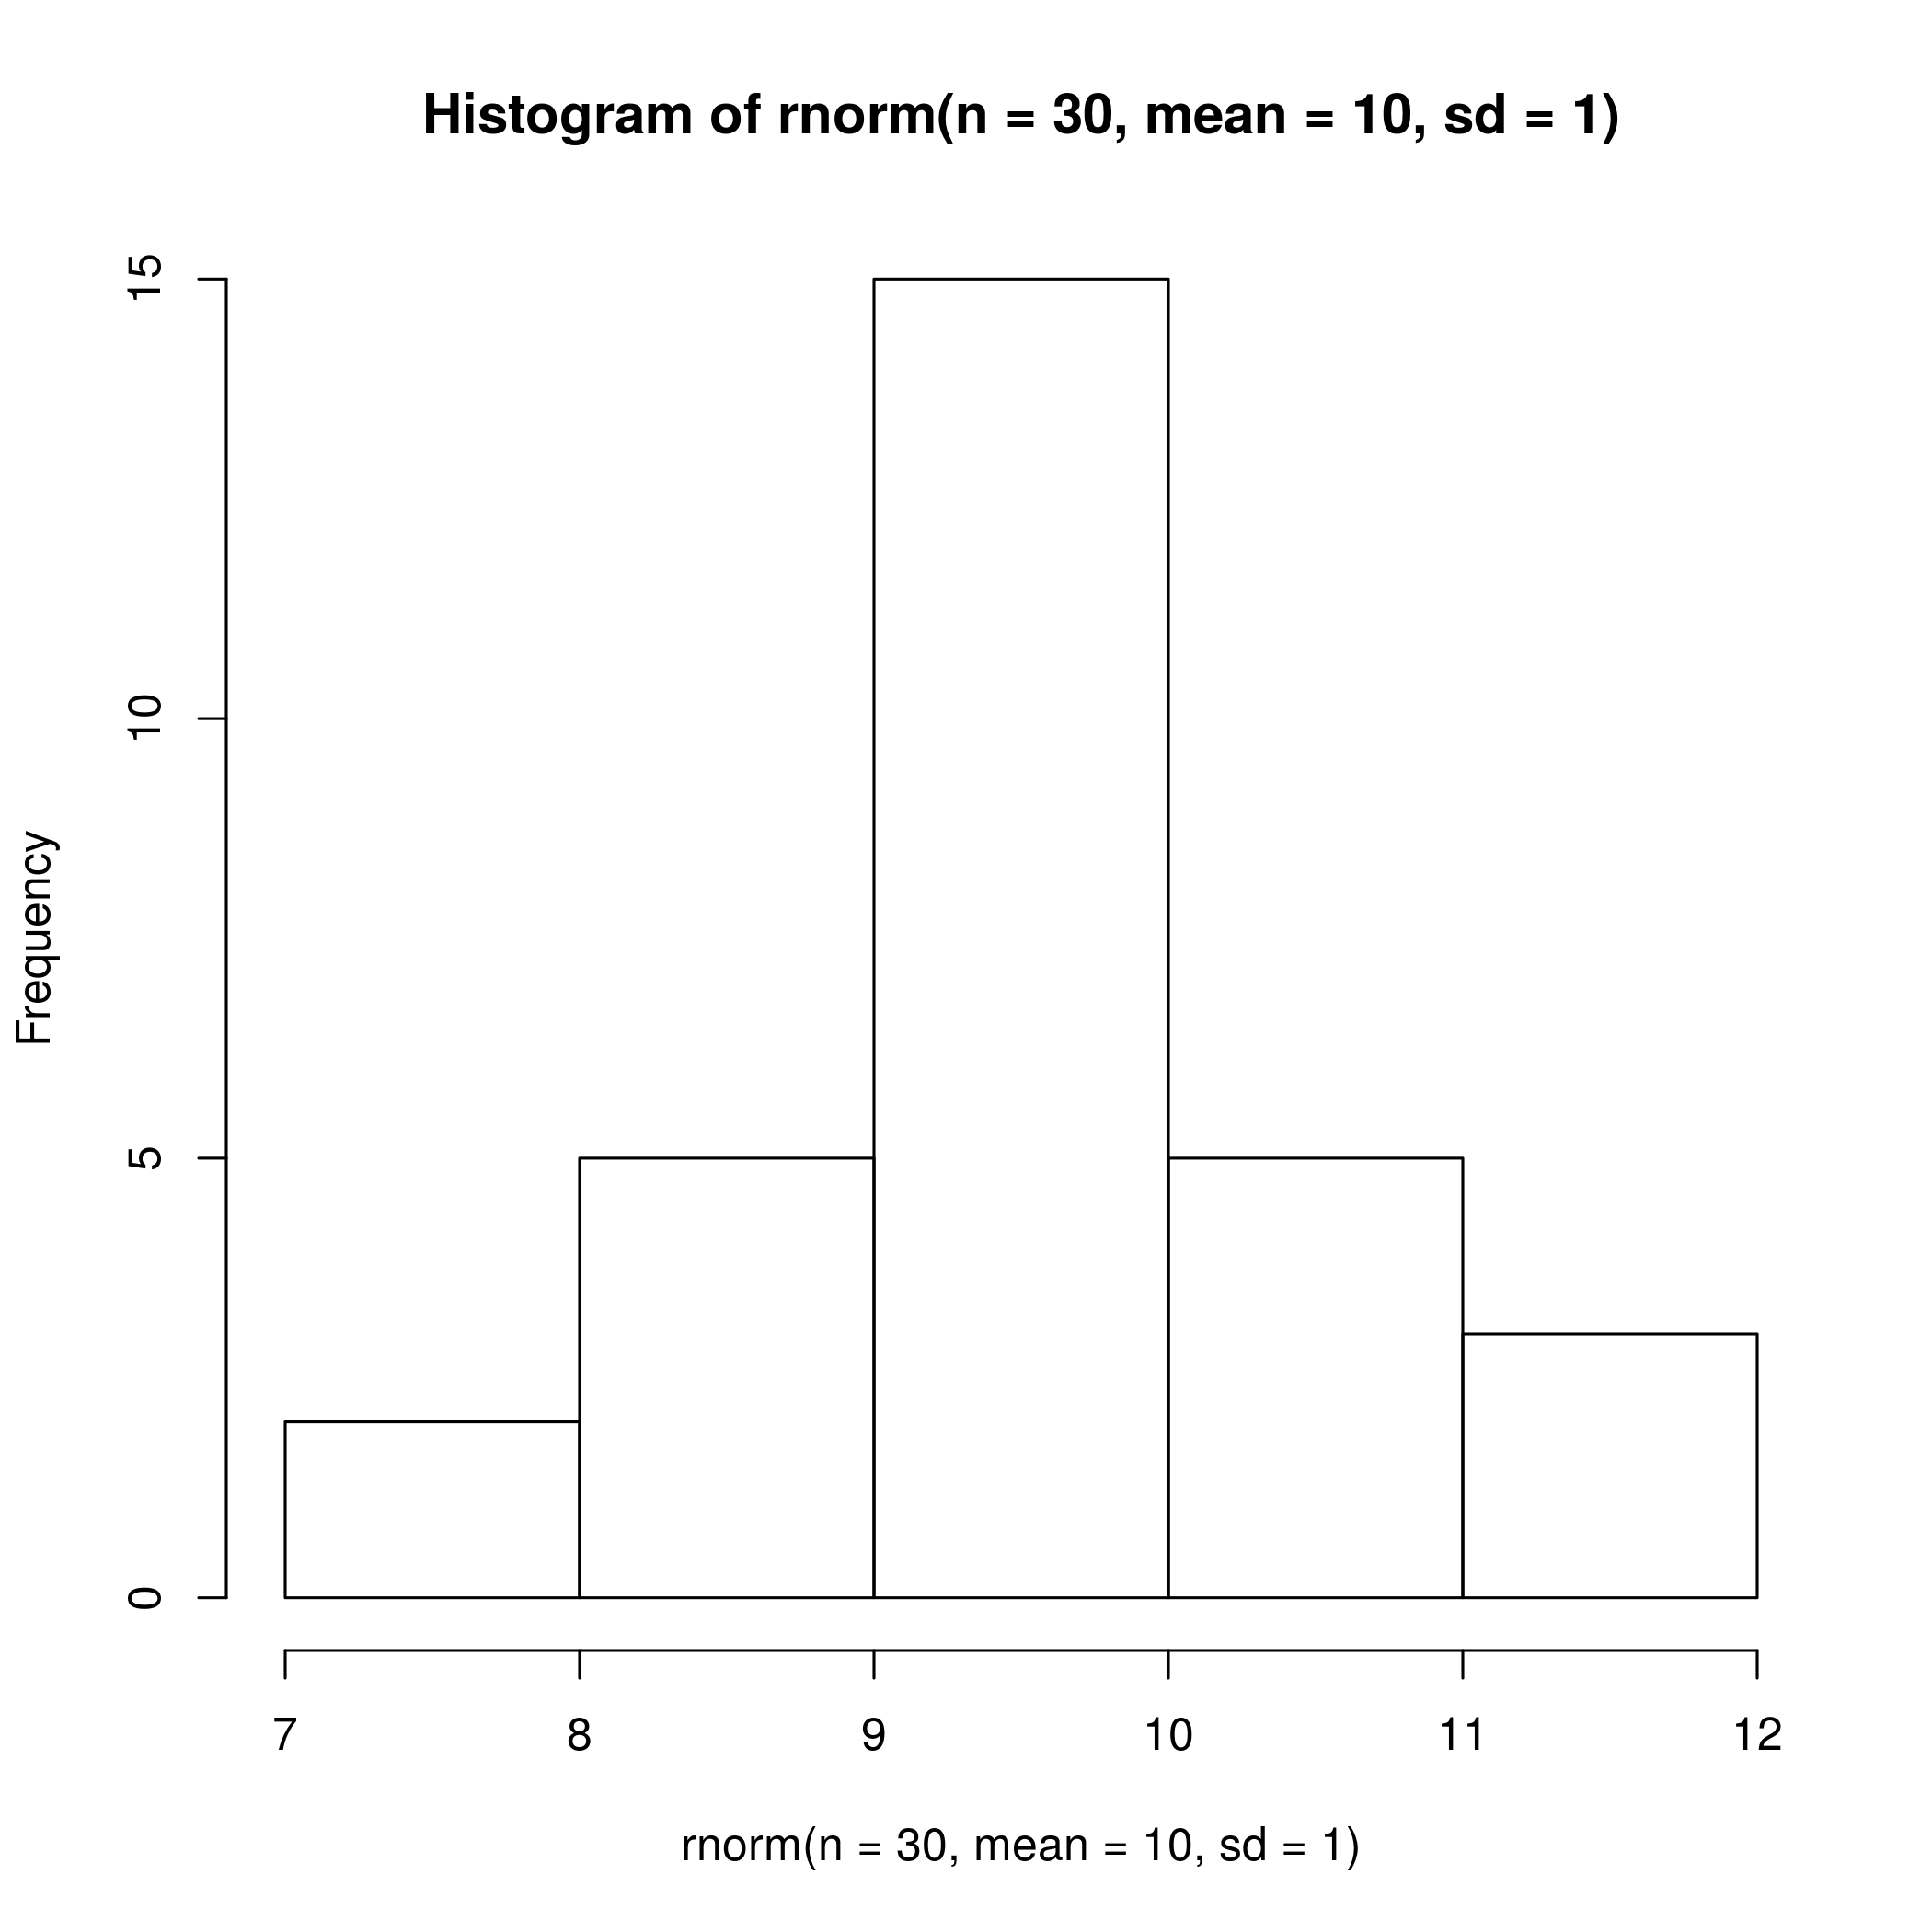 Histogram of rnorm(n = 30, mean = 10, sd = 1)
15
10
5
0
Frequency
7 8 9 10 11 12
rnorm(n = 30, mean = 10, sd = 1)